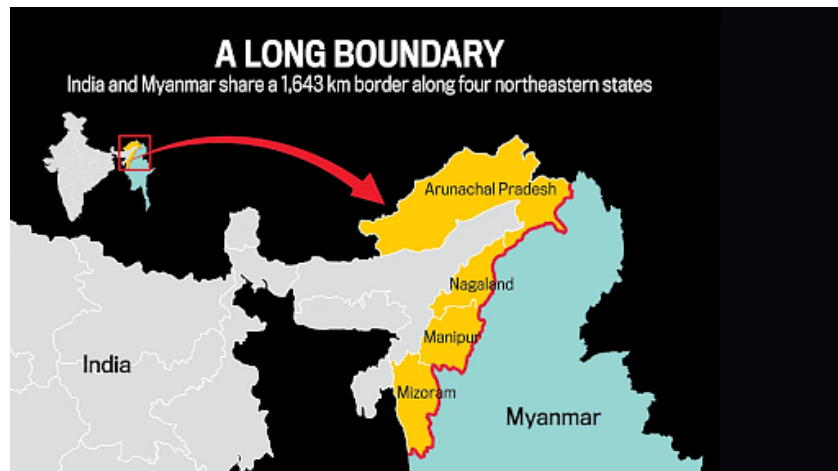 A LONG BOUNDARY
India and Myanmar share a 1,643 km border along four northeastern states
Arunachal Pradesh
Nagaland
Manipur
India
Mizoram
Myanmar